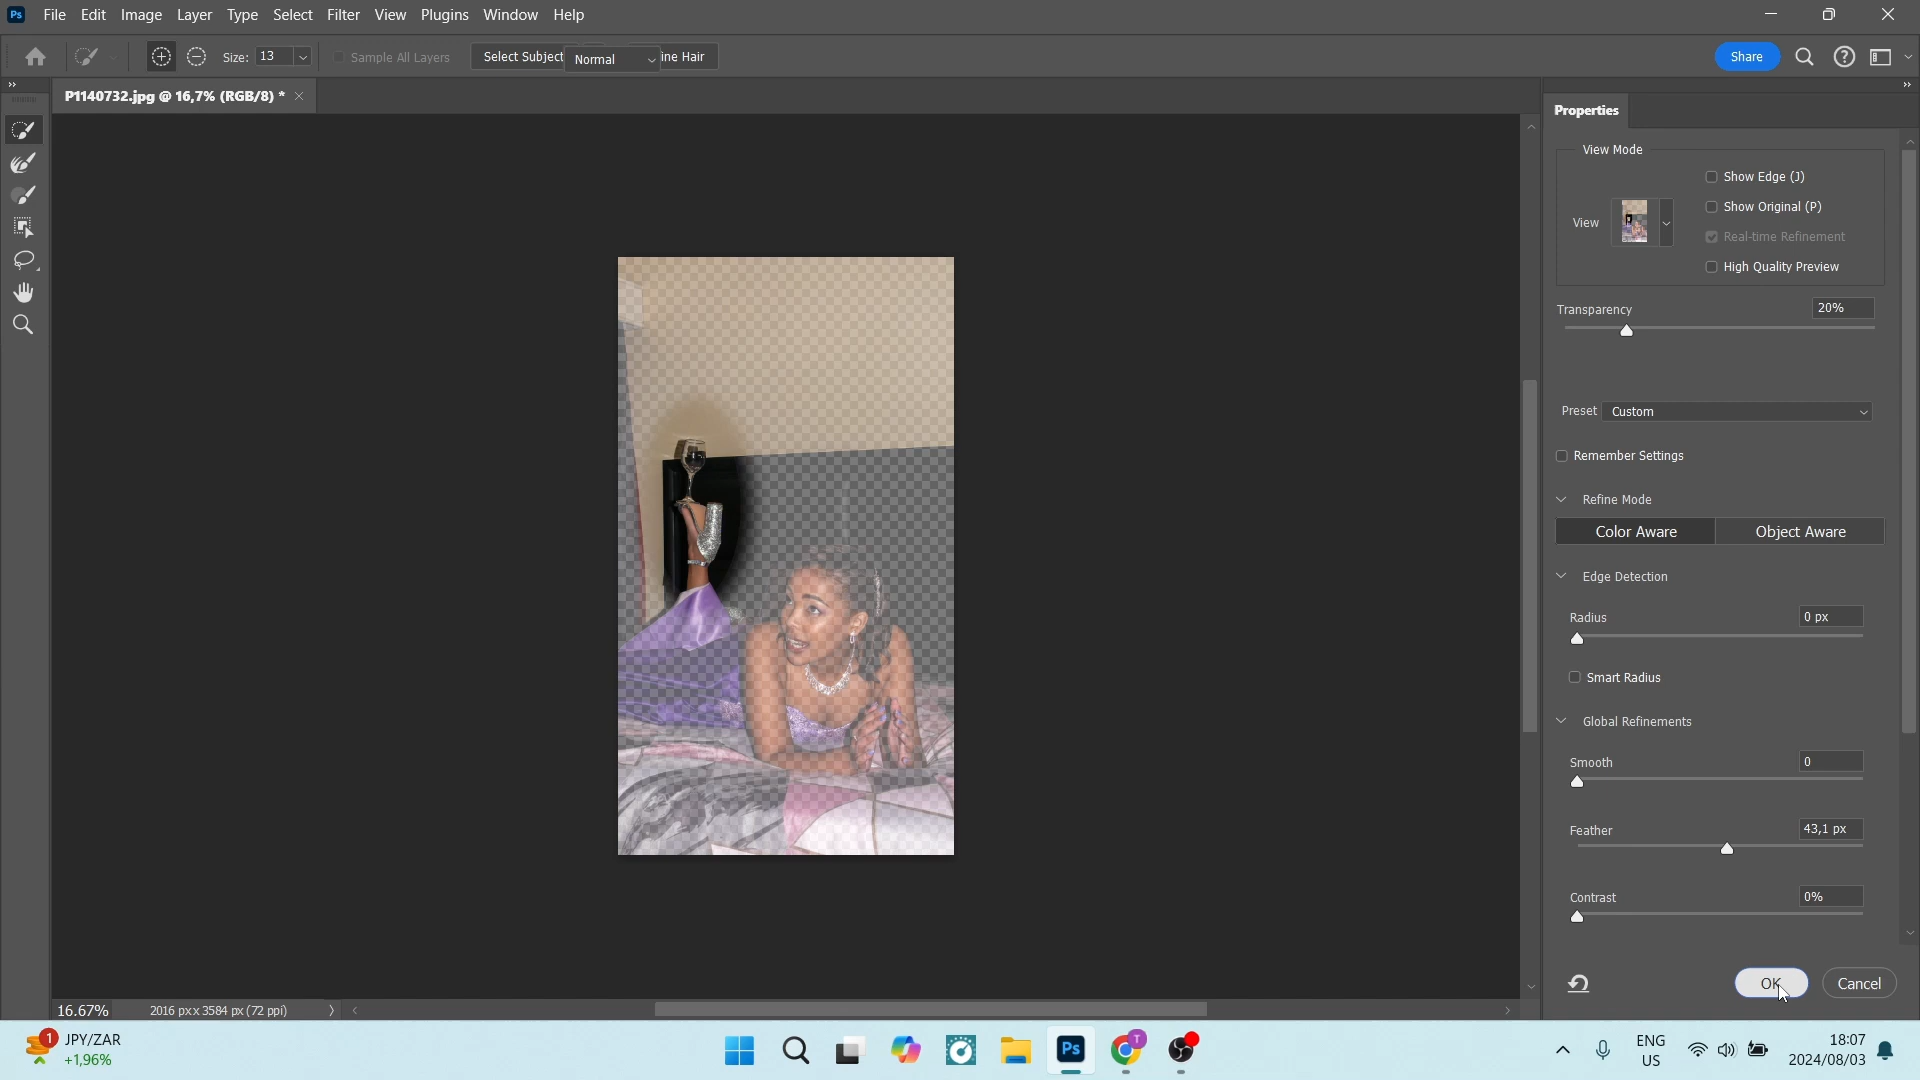 Ps File Edit Image Layer Type Select Filter View Plugins Window Help
Size: 13 Sample All Layers Select Subject Normal ine Hair Share
P1140732.jpg @ 16,7% (RGB/8) * ×
Properties
View Mode
Show Edge (J)
Show Original (P)
View
Real-time Refinement
High Quality Preview
Transparency 20%
Preset Custom
Remember Settings
Refine Mode
Color Aware Object Aware
Edge Detection
Radius 0 px
Smart Radius
Global Refinements
Smooth 0
Feather 43,1 px
Contrast 0%
OK Cancel
16.67% 2016 px x 3584 px (72 ppi)
1 JPY/ZAR
+1,96%
Ps
T
ENG
US
18:07
2024/08/03